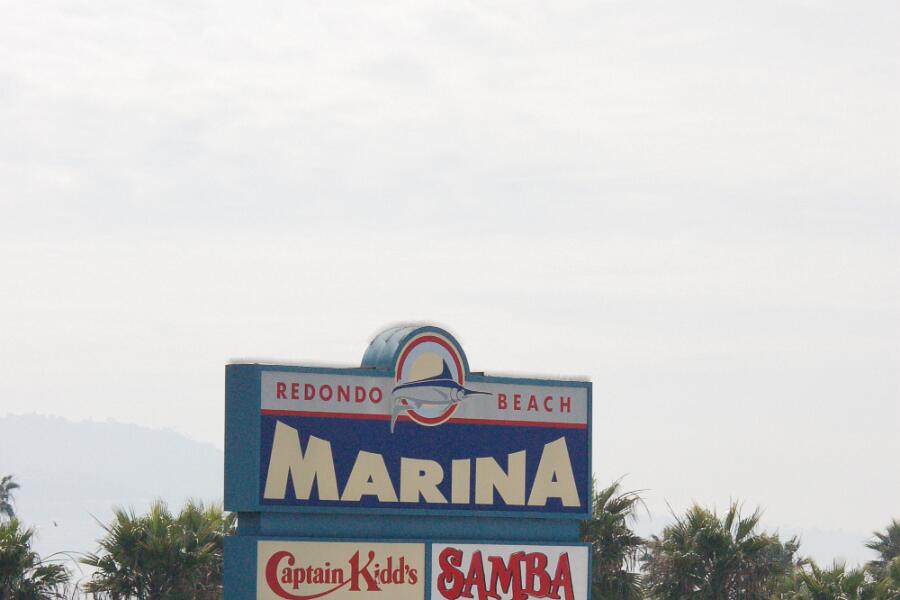 REDONDO BEACH
MARINA
Captain Kidd's
SAMBA